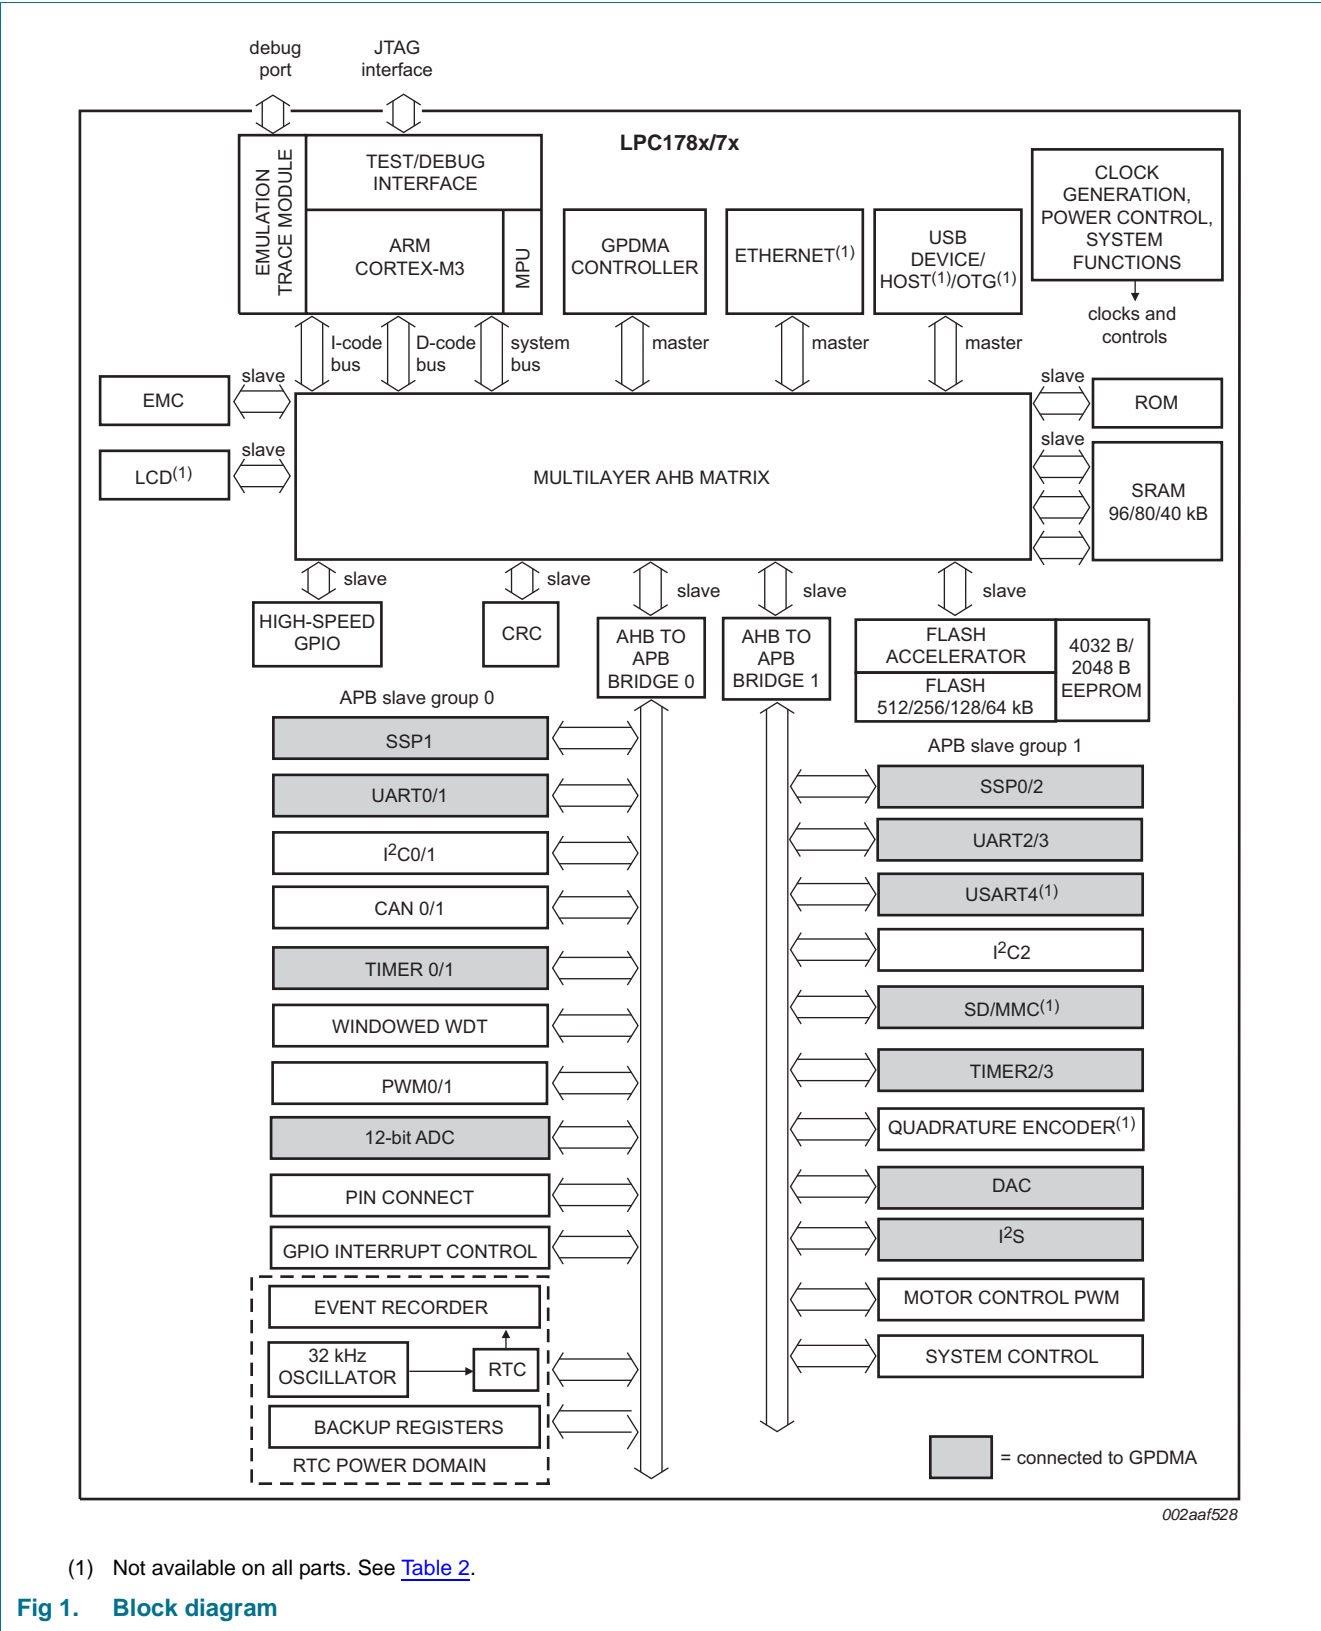 debug
port
JTAG
interface
LPC178x/7x
EMULATION
TRACE MODULE
TEST/DEBUG
INTERFACE
ARM
CORTEX-M3
MPU
GPDMA
CONTROLLER
ETHERNET(1)
USB
DEVICE/
HOST(1)/OTG(1)
CLOCK
GENERATION,
POWER CONTROL,
SYSTEM
FUNCTIONS
clocks and
controls
I-code
bus
D-code
bus
system
bus
master
master
master
slave
EMC
slave
LCD(1)
MULTILAYER AHB MATRIX
slave
ROM
slave
SRAM
96/80/40 kB
slave
slave
slave
slave
slave
HIGH-SPEED
GPIO
CRC
AHB TO
APB
BRIDGE 0
AHB TO
APB
BRIDGE 1
FLASH
ACCELERATOR
FLASH
512/256/128/64 kB
4032 B/
2048 B
EEPROM
APB slave group 0
SSP1
UART0/1
I2C0/1
CAN 0/1
TIMER 0/1
WINDOWED WDT
PWM0/1
12-bit ADC
PIN CONNECT
GPIO INTERRUPT CONTROL
EVENT RECORDER
32 kHz
OSCILLATOR
RTC
BACKUP REGISTERS
RTC POWER DOMAIN
APB slave group 1
SSP0/2
UART2/3
USART4(1)
I2C2
SD/MMC(1)
TIMER2/3
QUADRATURE ENCODER(1)
DAC
I2S
MOTOR CONTROL PWM
SYSTEM CONTROL
= connected to GPDMA
002aaf528
(1) Not available on all parts. See Table 2.
Fig 1. Block diagram